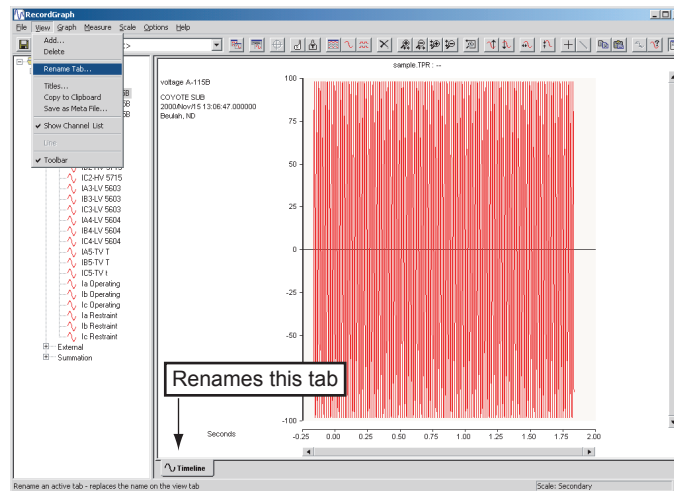 RecordGraph
File View Graph Measure Scale Options Help
Add...
Delete
Rename Tab...
Titles...
Copy to Clipboard
Save as Meta File...
Show Channel List
Line
Toolbar
IC2-HV 5715
IA3-LV 5603
IB3-LV 5603
IC3-LV 5603
IA4-LV 5604
IB4-LV 5604
IC4-LV 5604
IA5-TV T
IB5-TV T
IC5-TV t
Ia Operating
Ib Operating
Ic Operating
Ia Restraint
Ib Restraint
Ic Restraint
External
Summation
sample.TPR : --
voltage A-115B
COYOTE SUB
2000/Nov/15 13:06:47.000000
Beulah, ND
100
75
50
25
0
-25
-50
-100
Seconds
-0.25 0.00 0.25 0.50 0.75 1.00 1.25 1.50 1.75 2.00
Renames this tab
Timeline
Rename an active tab - replaces the name on the view tab
Scale: Secondary